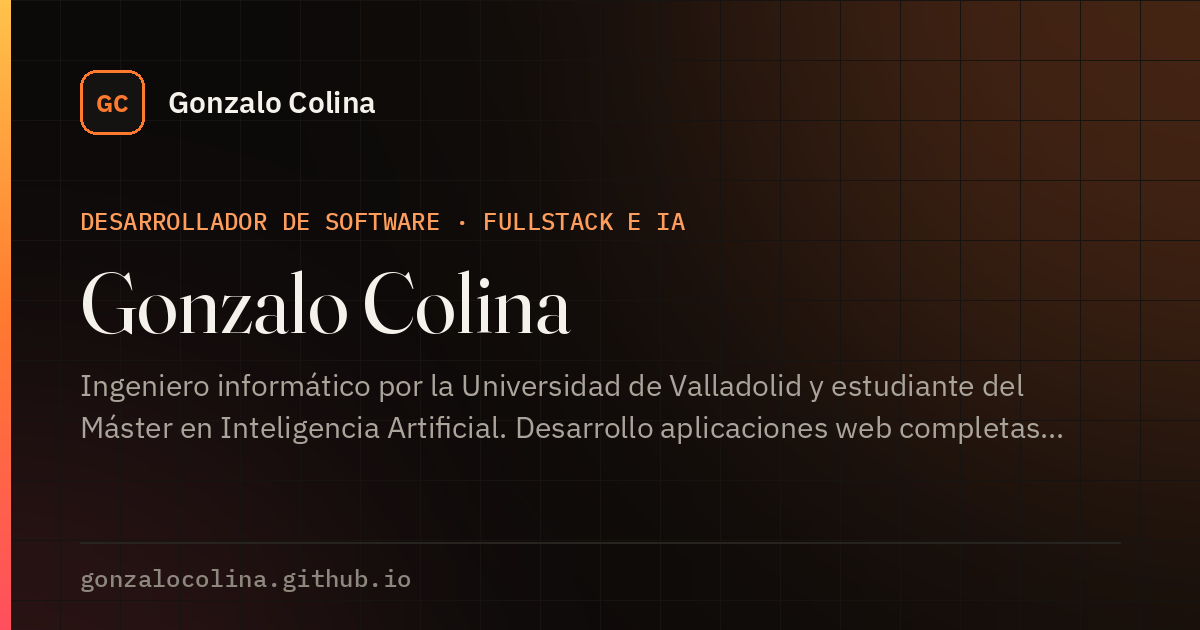 GC
Gonzalo Colina
DESARROLLADOR DE SOFTWARE · FULLSTACK E IA
Gonzalo Colina
Ingeniero informático por la Universidad de Valladolid y estudiante del
Máster en Inteligencia Artificial. Desarrollo aplicaciones web completas…
gonzalocolina.github.io